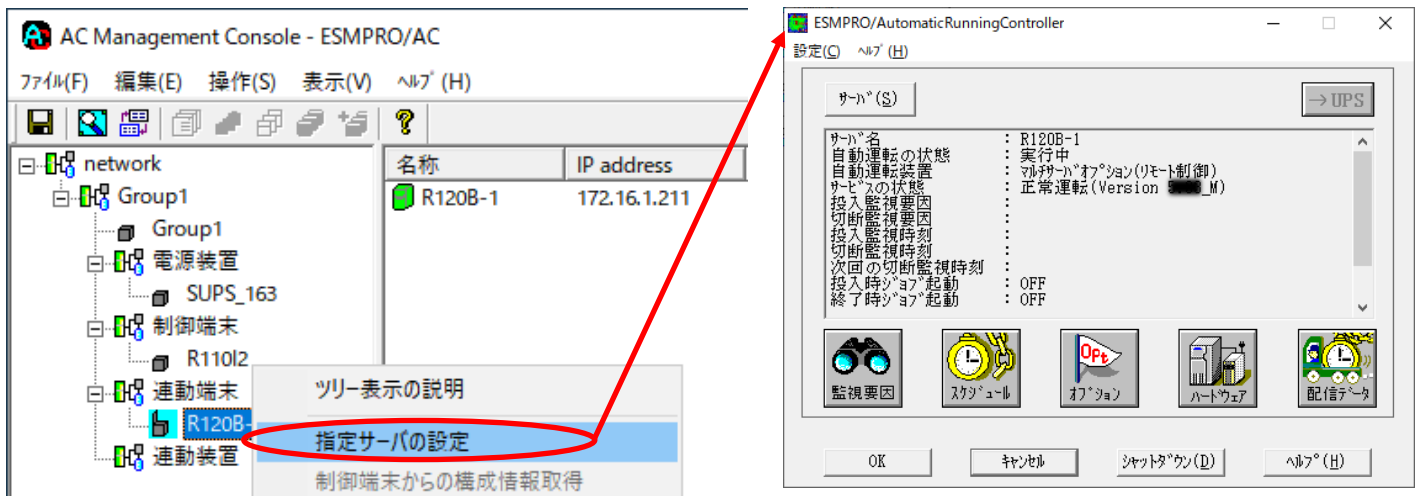 AC Management Console - ESMPRO/AC
ﾌｧｲﾙ(F) 編集(E) 操作(S) 表示(V) ﾍﾙﾌﾟ(H)
network
Group1
Group1
電源装置
SUPS_163
制御端末
R110I2
連動端末
R120B-
連動装置
名称 IP address
R120B-1 172.16.1.211
ツリー表示の説明
指定サーバの設定
制御端末からの構成情報取得
ESMPRO/AutomaticRunningController
設定(C) ﾍﾙﾌﾟ(H)
ｻｰﾊﾞ(S) →UPS
ｻｰﾊﾞ名 : R120B-1
自動運転の状態 : 実行中
自動運転装置 : ﾏﾙﾁｻｰﾊﾞｵﾌﾟｼｮﾝ(ﾘﾓｰﾄ制御)
ｻｰﾋﾞｽの状態 : 正常運転(Version _M)
投入監視要因 :
切断監視要因 :
投入監視時刻 :
切断監視時刻 :
次回の切断監視時刻 :
投入時ｼﾞｮﾌﾞ起動 : OFF
終了時ｼﾞｮﾌﾞ起動 : OFF
監視要因 ｽｹｼﾞｭｰﾙ Opt ｵﾌﾟｼｮﾝ ﾊｰﾄﾞｳｪｱ 配信ﾃﾞｰﾀ
OK ｷｬﾝｾﾙ ｼｬｯﾄﾀﾞｳﾝ(D) ﾍﾙﾌﾟ(H)